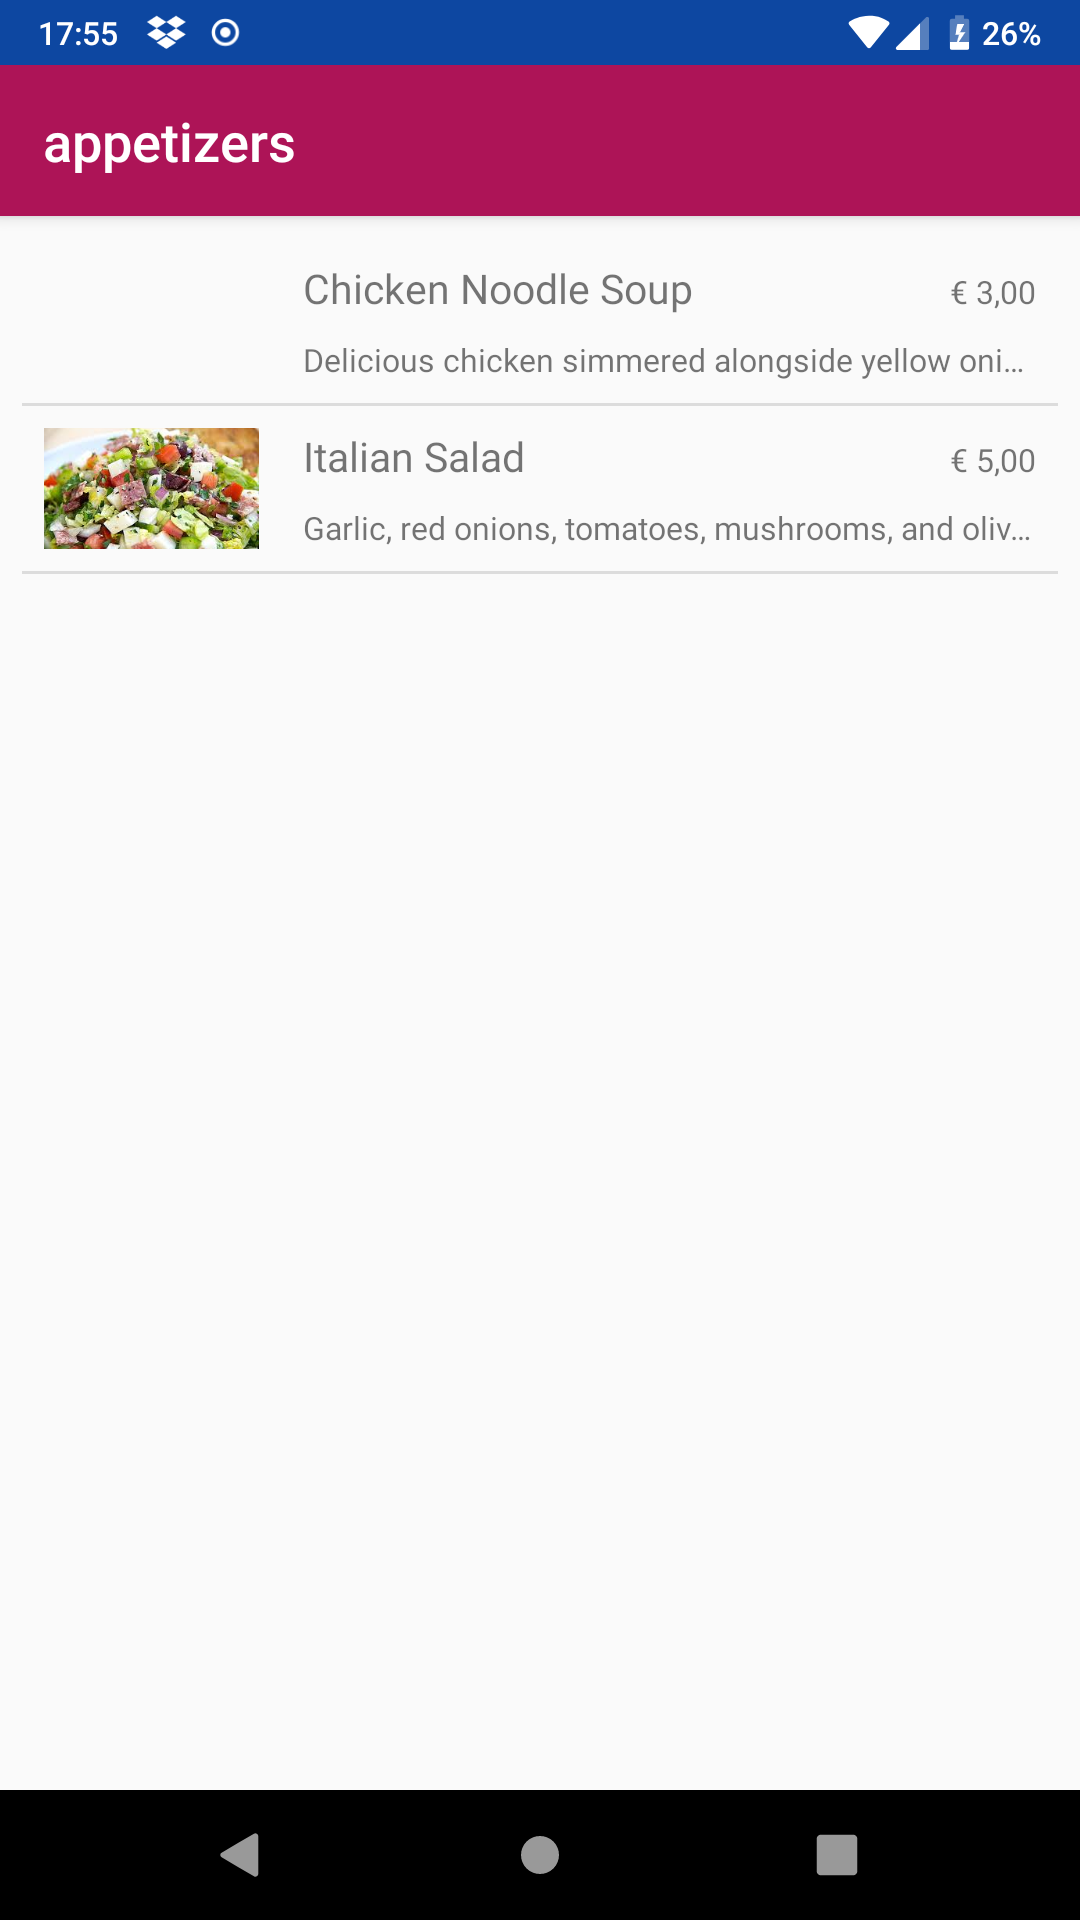 17:55
26%
appetizers
Chicken Noodle Soup € 3,00
Delicious chicken simmered alongside yellow oni...
Italian Salad € 5,00
Garlic, red onions, tomatoes, mushrooms, and oliv...